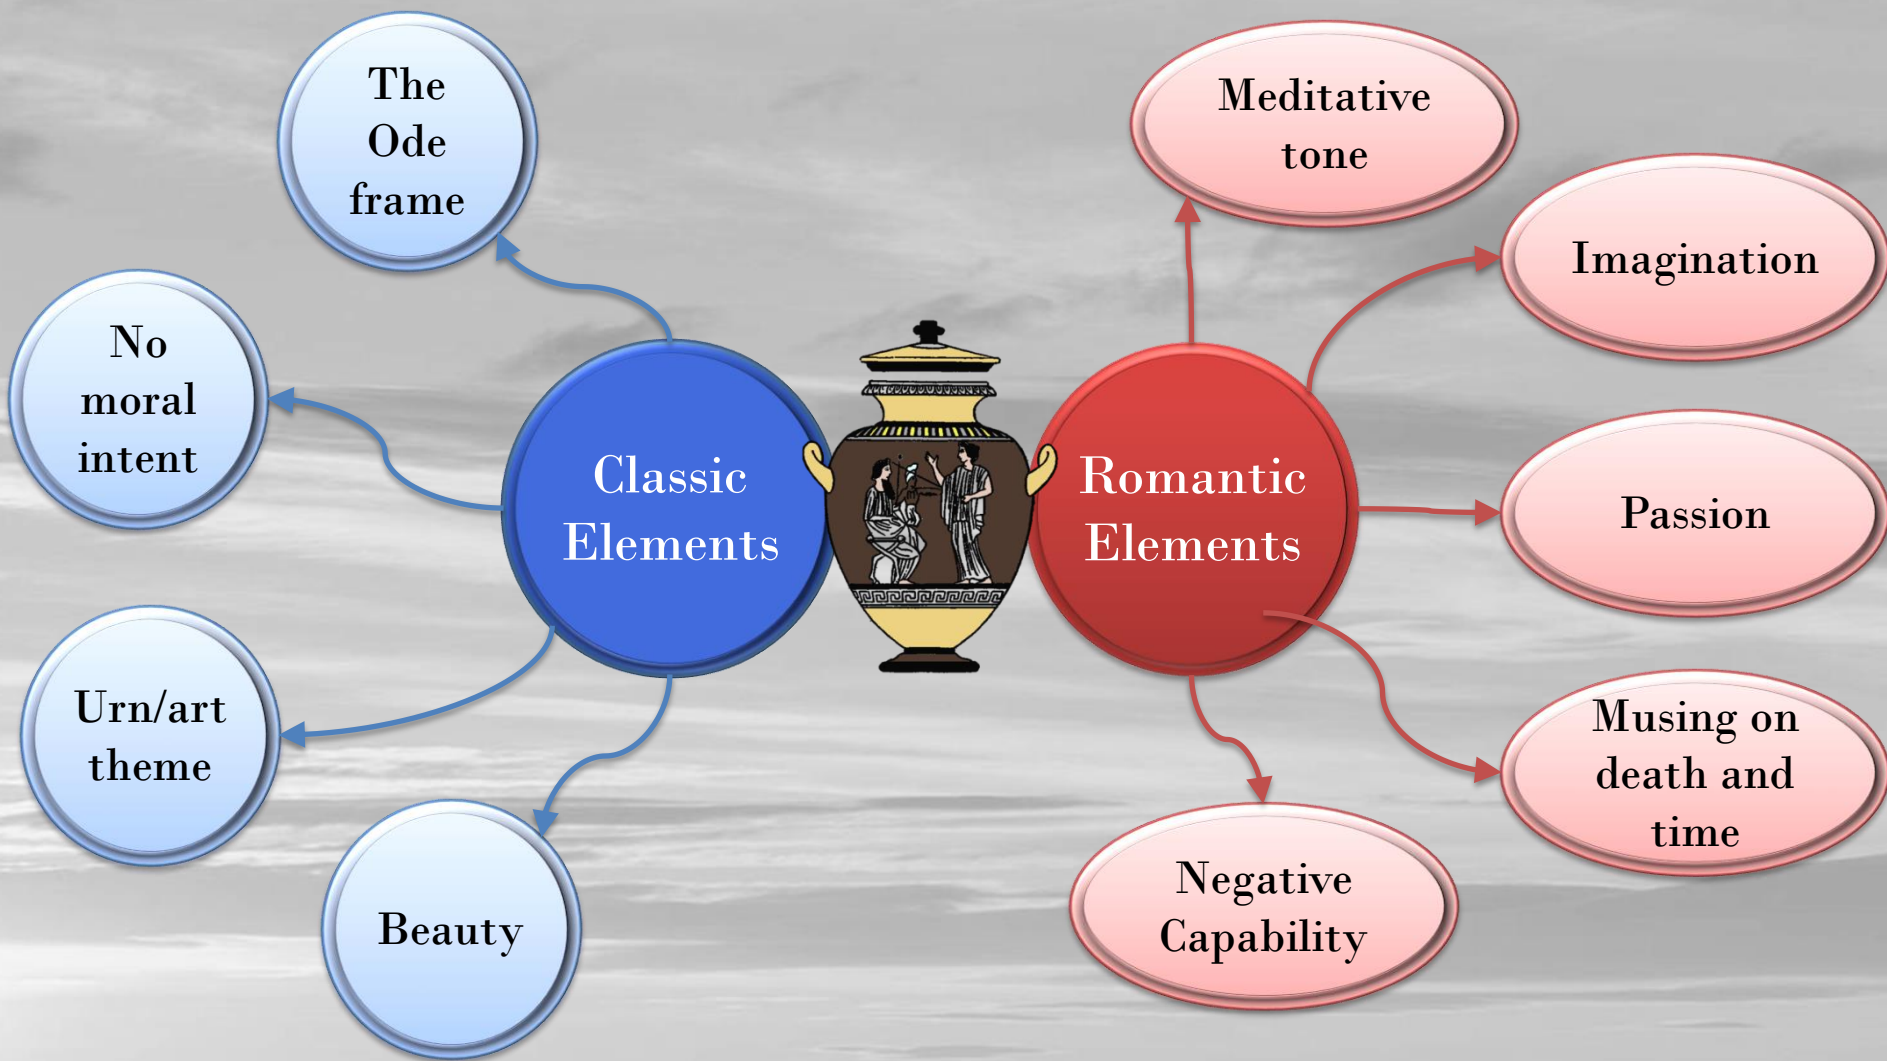 The
Ode
frame
No
moral
intent
Urn/art
theme
Beauty
Classic
Elements
Romantic
Elements
Meditative
tone
Imagination
Passion
Musing on
death and
time
Negative
Capability